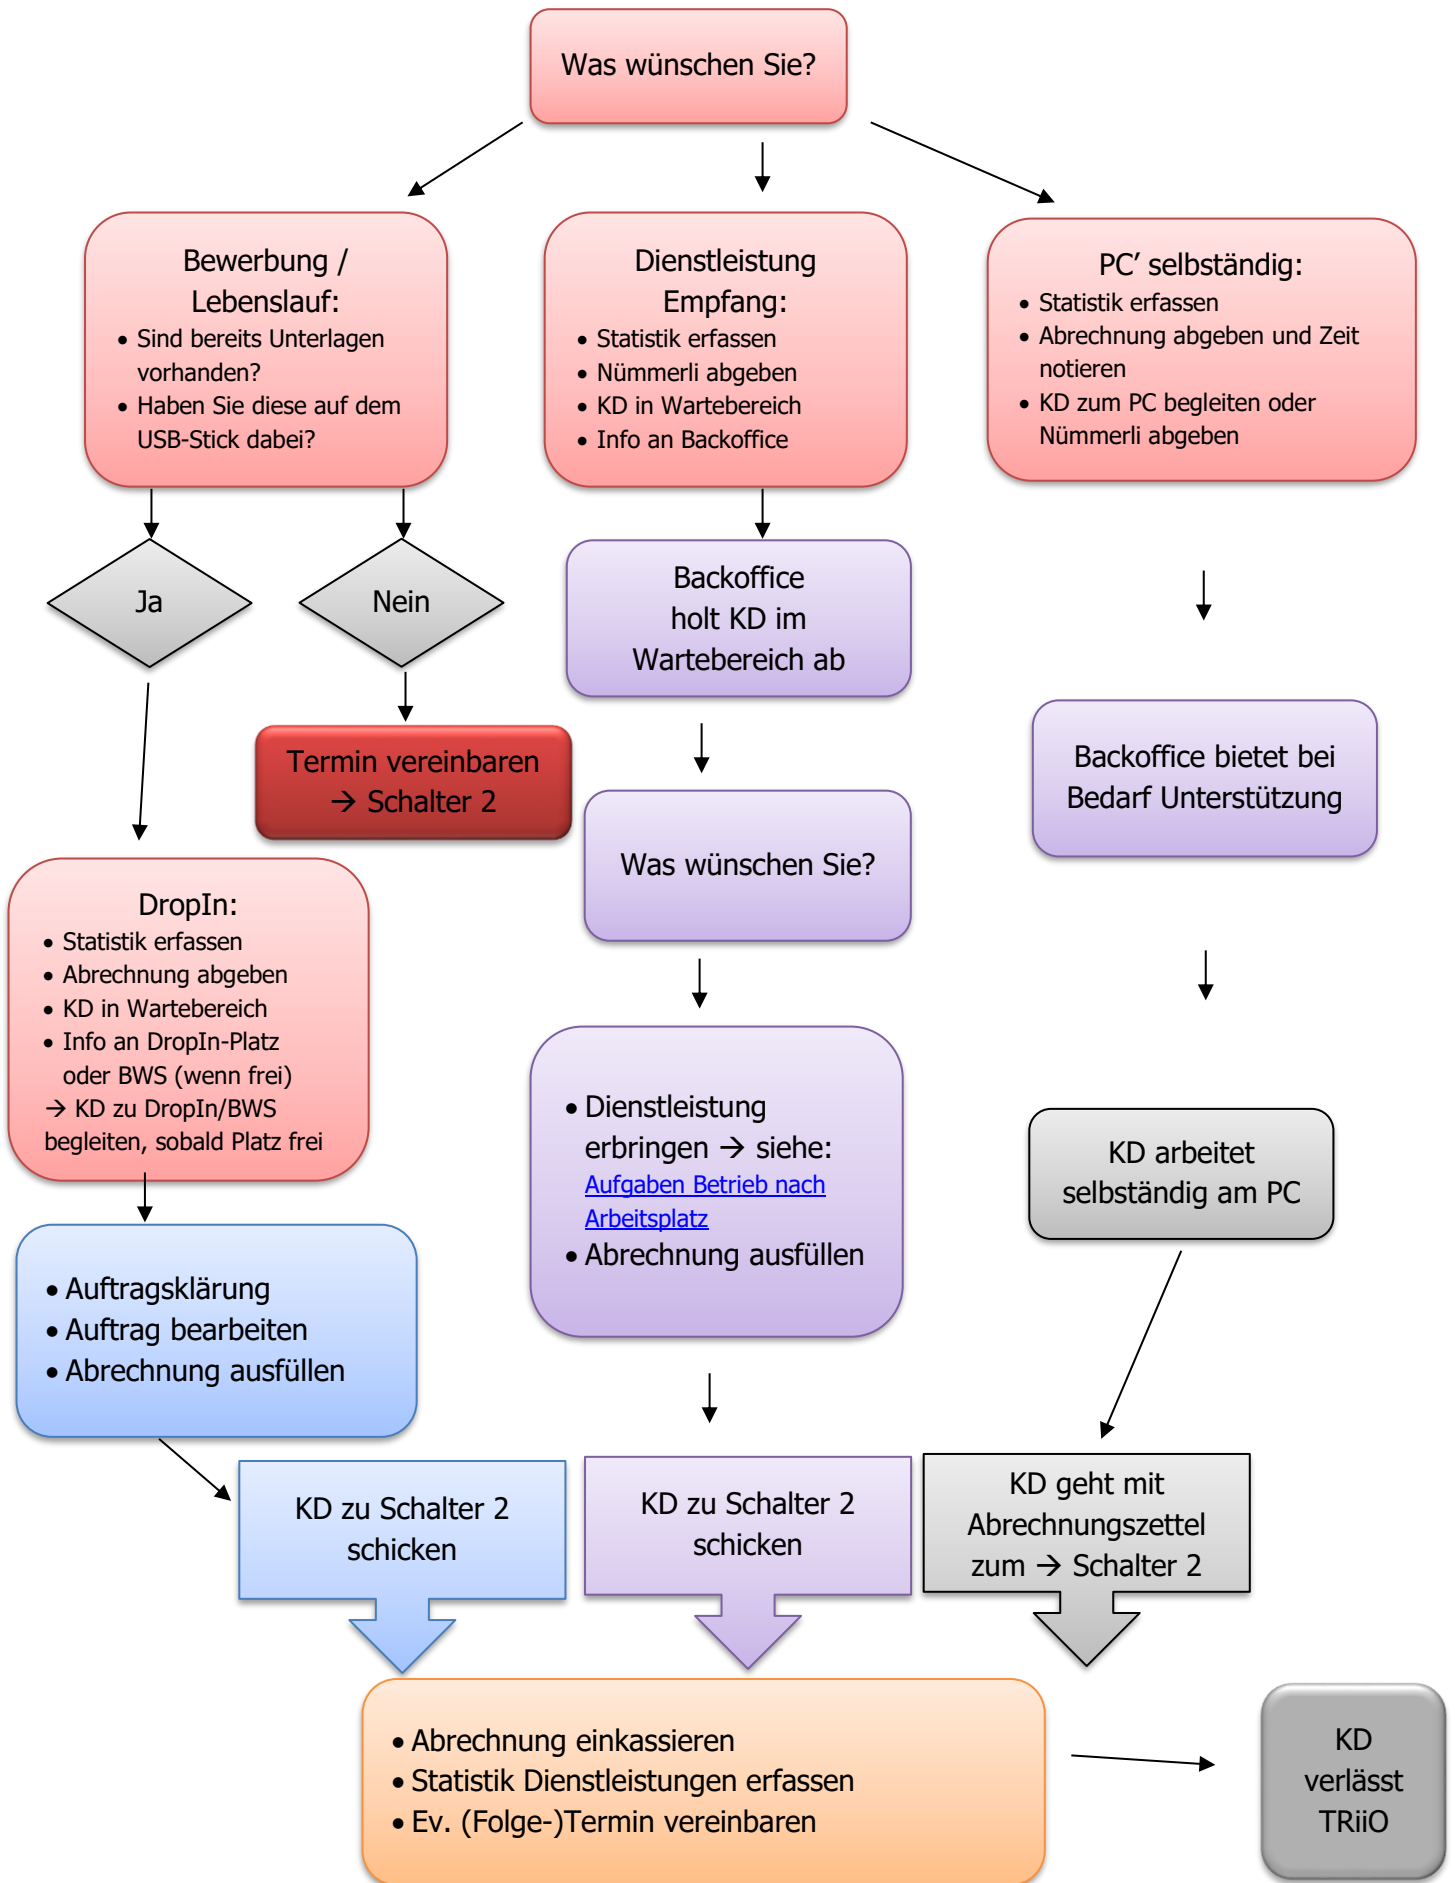 Was wünschen Sie?
Bewerbung /
Lebenslauf:
• Sind bereits Unterlagen
vorhanden?
• Haben Sie diese auf dem
USB-Stick dabei?
Dienstleistung
Empfang:
• Statistik erfassen
• Nümmerli abgeben
• KD in Wartebereich
• Info an Backoffice
PC’ selbständig:
• Statistik erfassen
• Abrechnung abgeben und Zeit
notieren
• KD zum PC begleiten oder
Nümmerli abgeben
Ja
Nein
Backoffice
holt KD im
Wartebereich ab
Termin vereinbaren
→ Schalter 2
Backoffice bietet bei
Bedarf Unterstützung
Was wünschen Sie?
DropIn:
• Statistik erfassen
• Abrechnung abgeben
• KD in Wartebereich
• Info an DropIn-Platz
oder BWS (wenn frei)
→ KD zu DropIn/BWS
begleiten, sobald Platz frei
• Dienstleistung
erbringen → siehe:
Aufgaben Betrieb nach
Arbeitsplatz
• Abrechnung ausfüllen
KD arbeitet
selbständig am PC
• Auftragsklärung
• Auftrag bearbeiten
• Abrechnung ausfüllen
KD zu Schalter 2
schicken
KD zu Schalter 2
schicken
KD geht mit
Abrechnungszettel
zum → Schalter 2
• Abrechnung einkassieren
• Statistik Dienstleistungen erfassen
• Ev. (Folge-)Termin vereinbaren
KD
verlässt
TRiiO